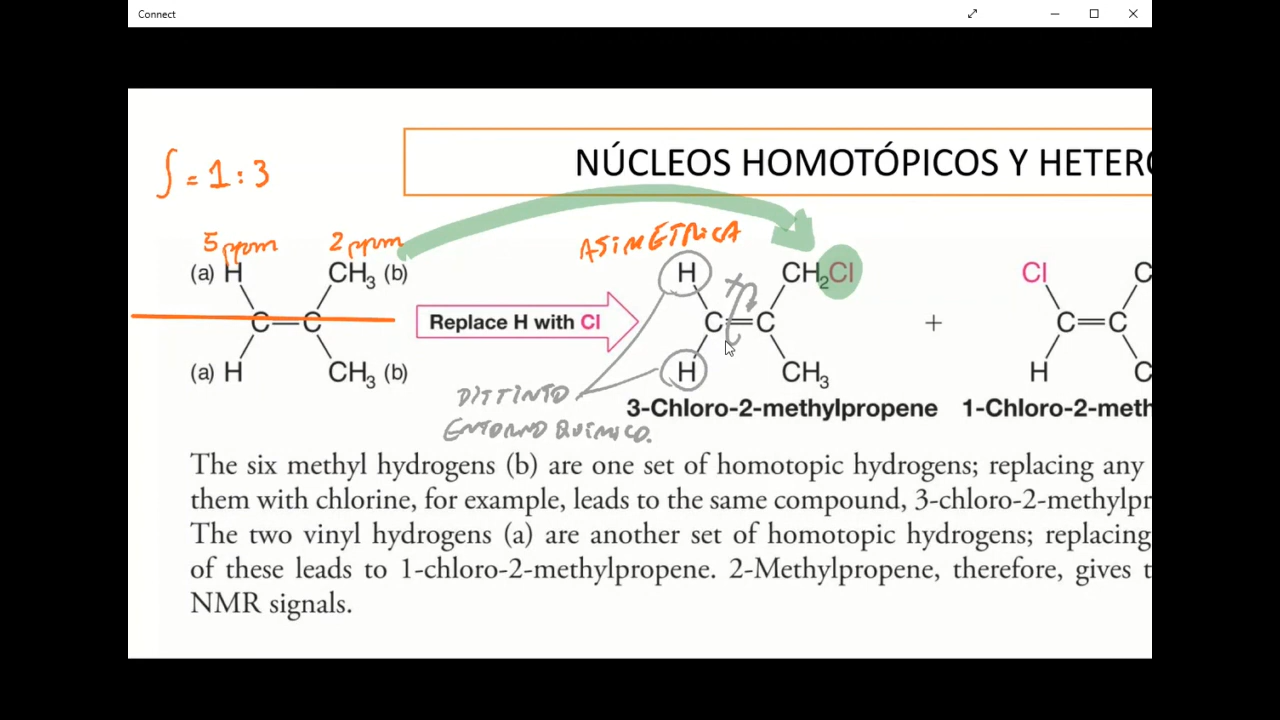 Connect
NÚCLEOS HOMOTÓPICOS Y HETERO
∫ = 1 : 3
5 ppm 2 ppm
ASIMETRICA
(a) H CH3 (b)
H CH2Cl
Cl C
C=C
Replace H with Cl
C=C
+
C=C
(a) H CH3 (b)
H CH3
H C
DISTINTO
ENTORNO QUIMICO.
3-Chloro-2-methylpropene 1-Chloro-2-meth
The six methyl hydrogens (b) are one set of homotopic hydrogens; replacing any
them with chlorine, for example, leads to the same compound, 3-chloro-2-methylpr
The two vinyl hydrogens (a) are another set of homotopic hydrogens; replacing
of these leads to 1-chloro-2-methylpropene. 2-Methylpropene, therefore, gives t
NMR signals.